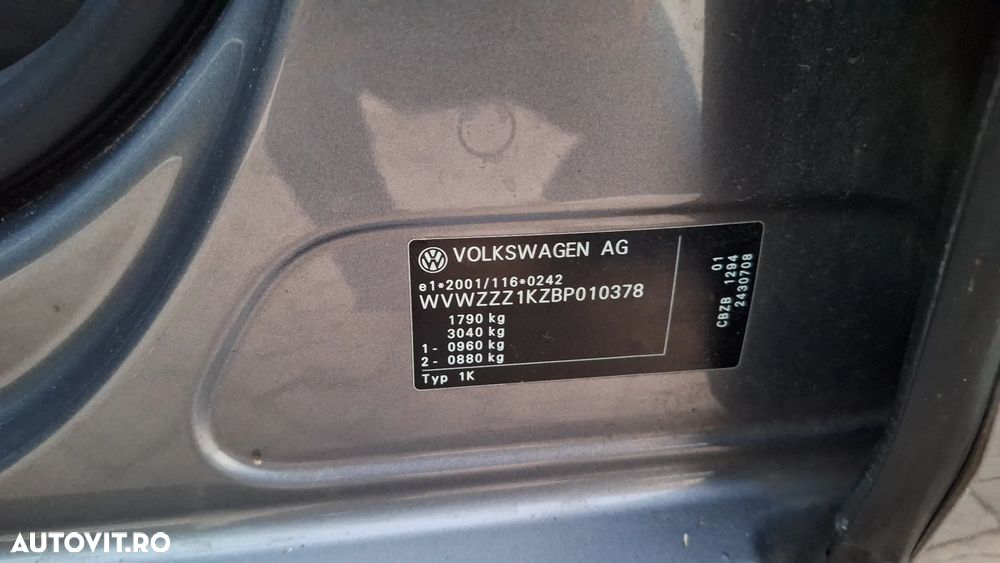 VOLKSWAGEN AG
e1*2001/116*0242
WVWZZZ1KZBP010378
1790 kg
3040 kg
1- 0960 kg
2- 0880 kg
Typ 1K
01
CBZB 1294
2430708
AUTOVIT.RO